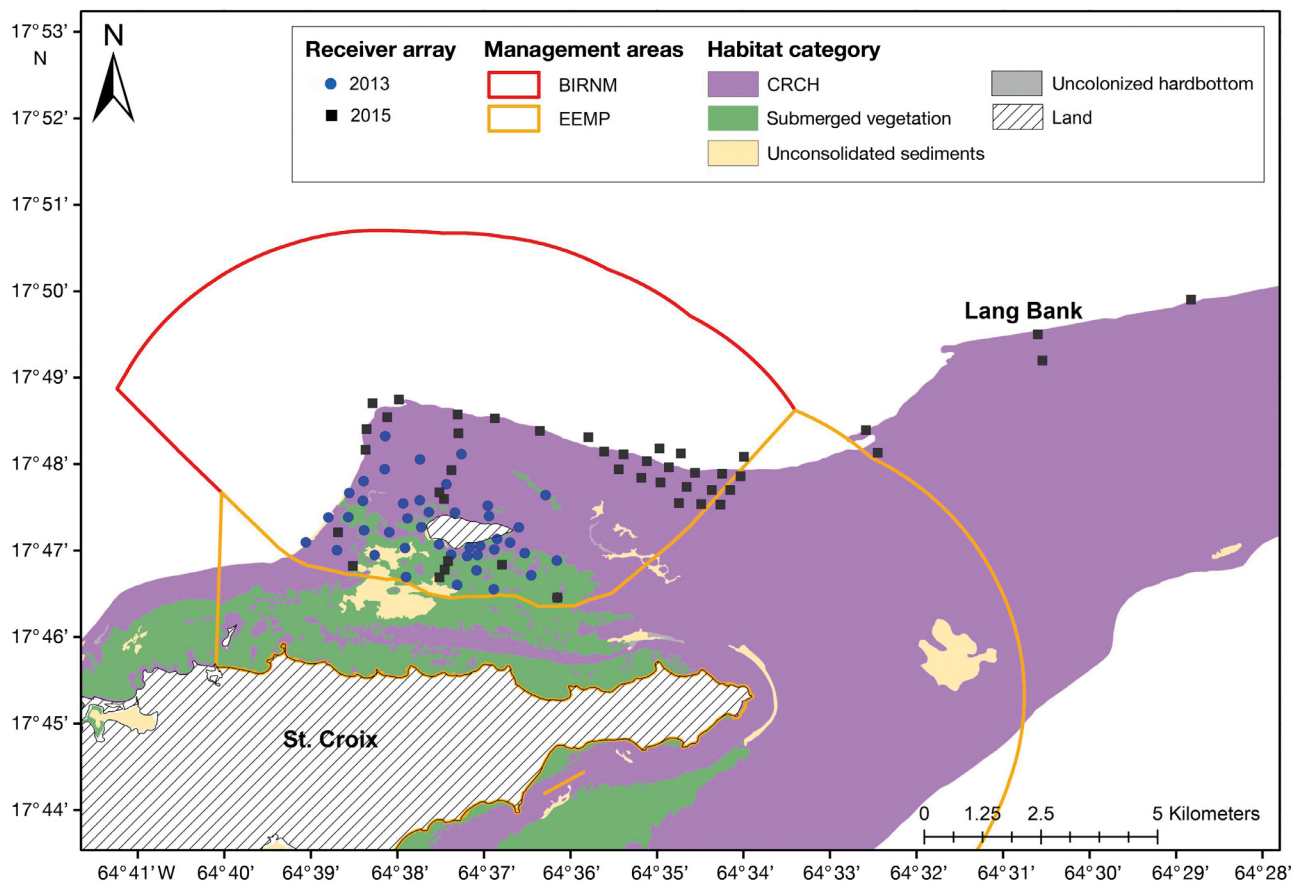 17°53’
N
17°52’
17°51’
17°50’
17°49’
17°48’
17°47’
17°46’
17°45’
17°44’
N
Receiver array
2013
2015
Management areas
BIRNM
EEMP
Habitat category
CRCH
Submerged vegetation
Unconsolidated sediments
Uncolonized hardbottom
Land
Lang Bank
St. Croix
0 1.25 2.5 5 Kilometers
64°41’ W 64°40’ 64°39’ 64°38’ 64°37’ 64°36’ 64°35’ 64°34’ 64°33’ 64°32’ 64°31’ 64°30’ 64°29’ 64°28’